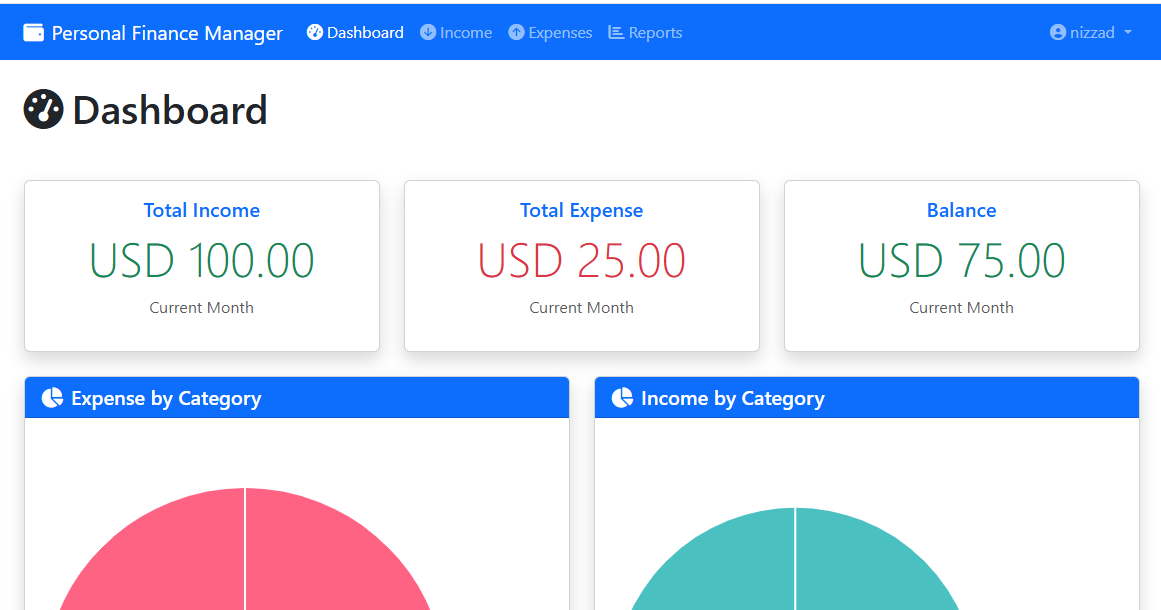 Personal Finance Manager Dashboard Income Expenses Reports nizzad
Dashboard
Total Income
USD 100.00
Current Month
Total Expense
USD 25.00
Current Month
Balance
USD 75.00
Current Month
Expense by Category
Income by Category